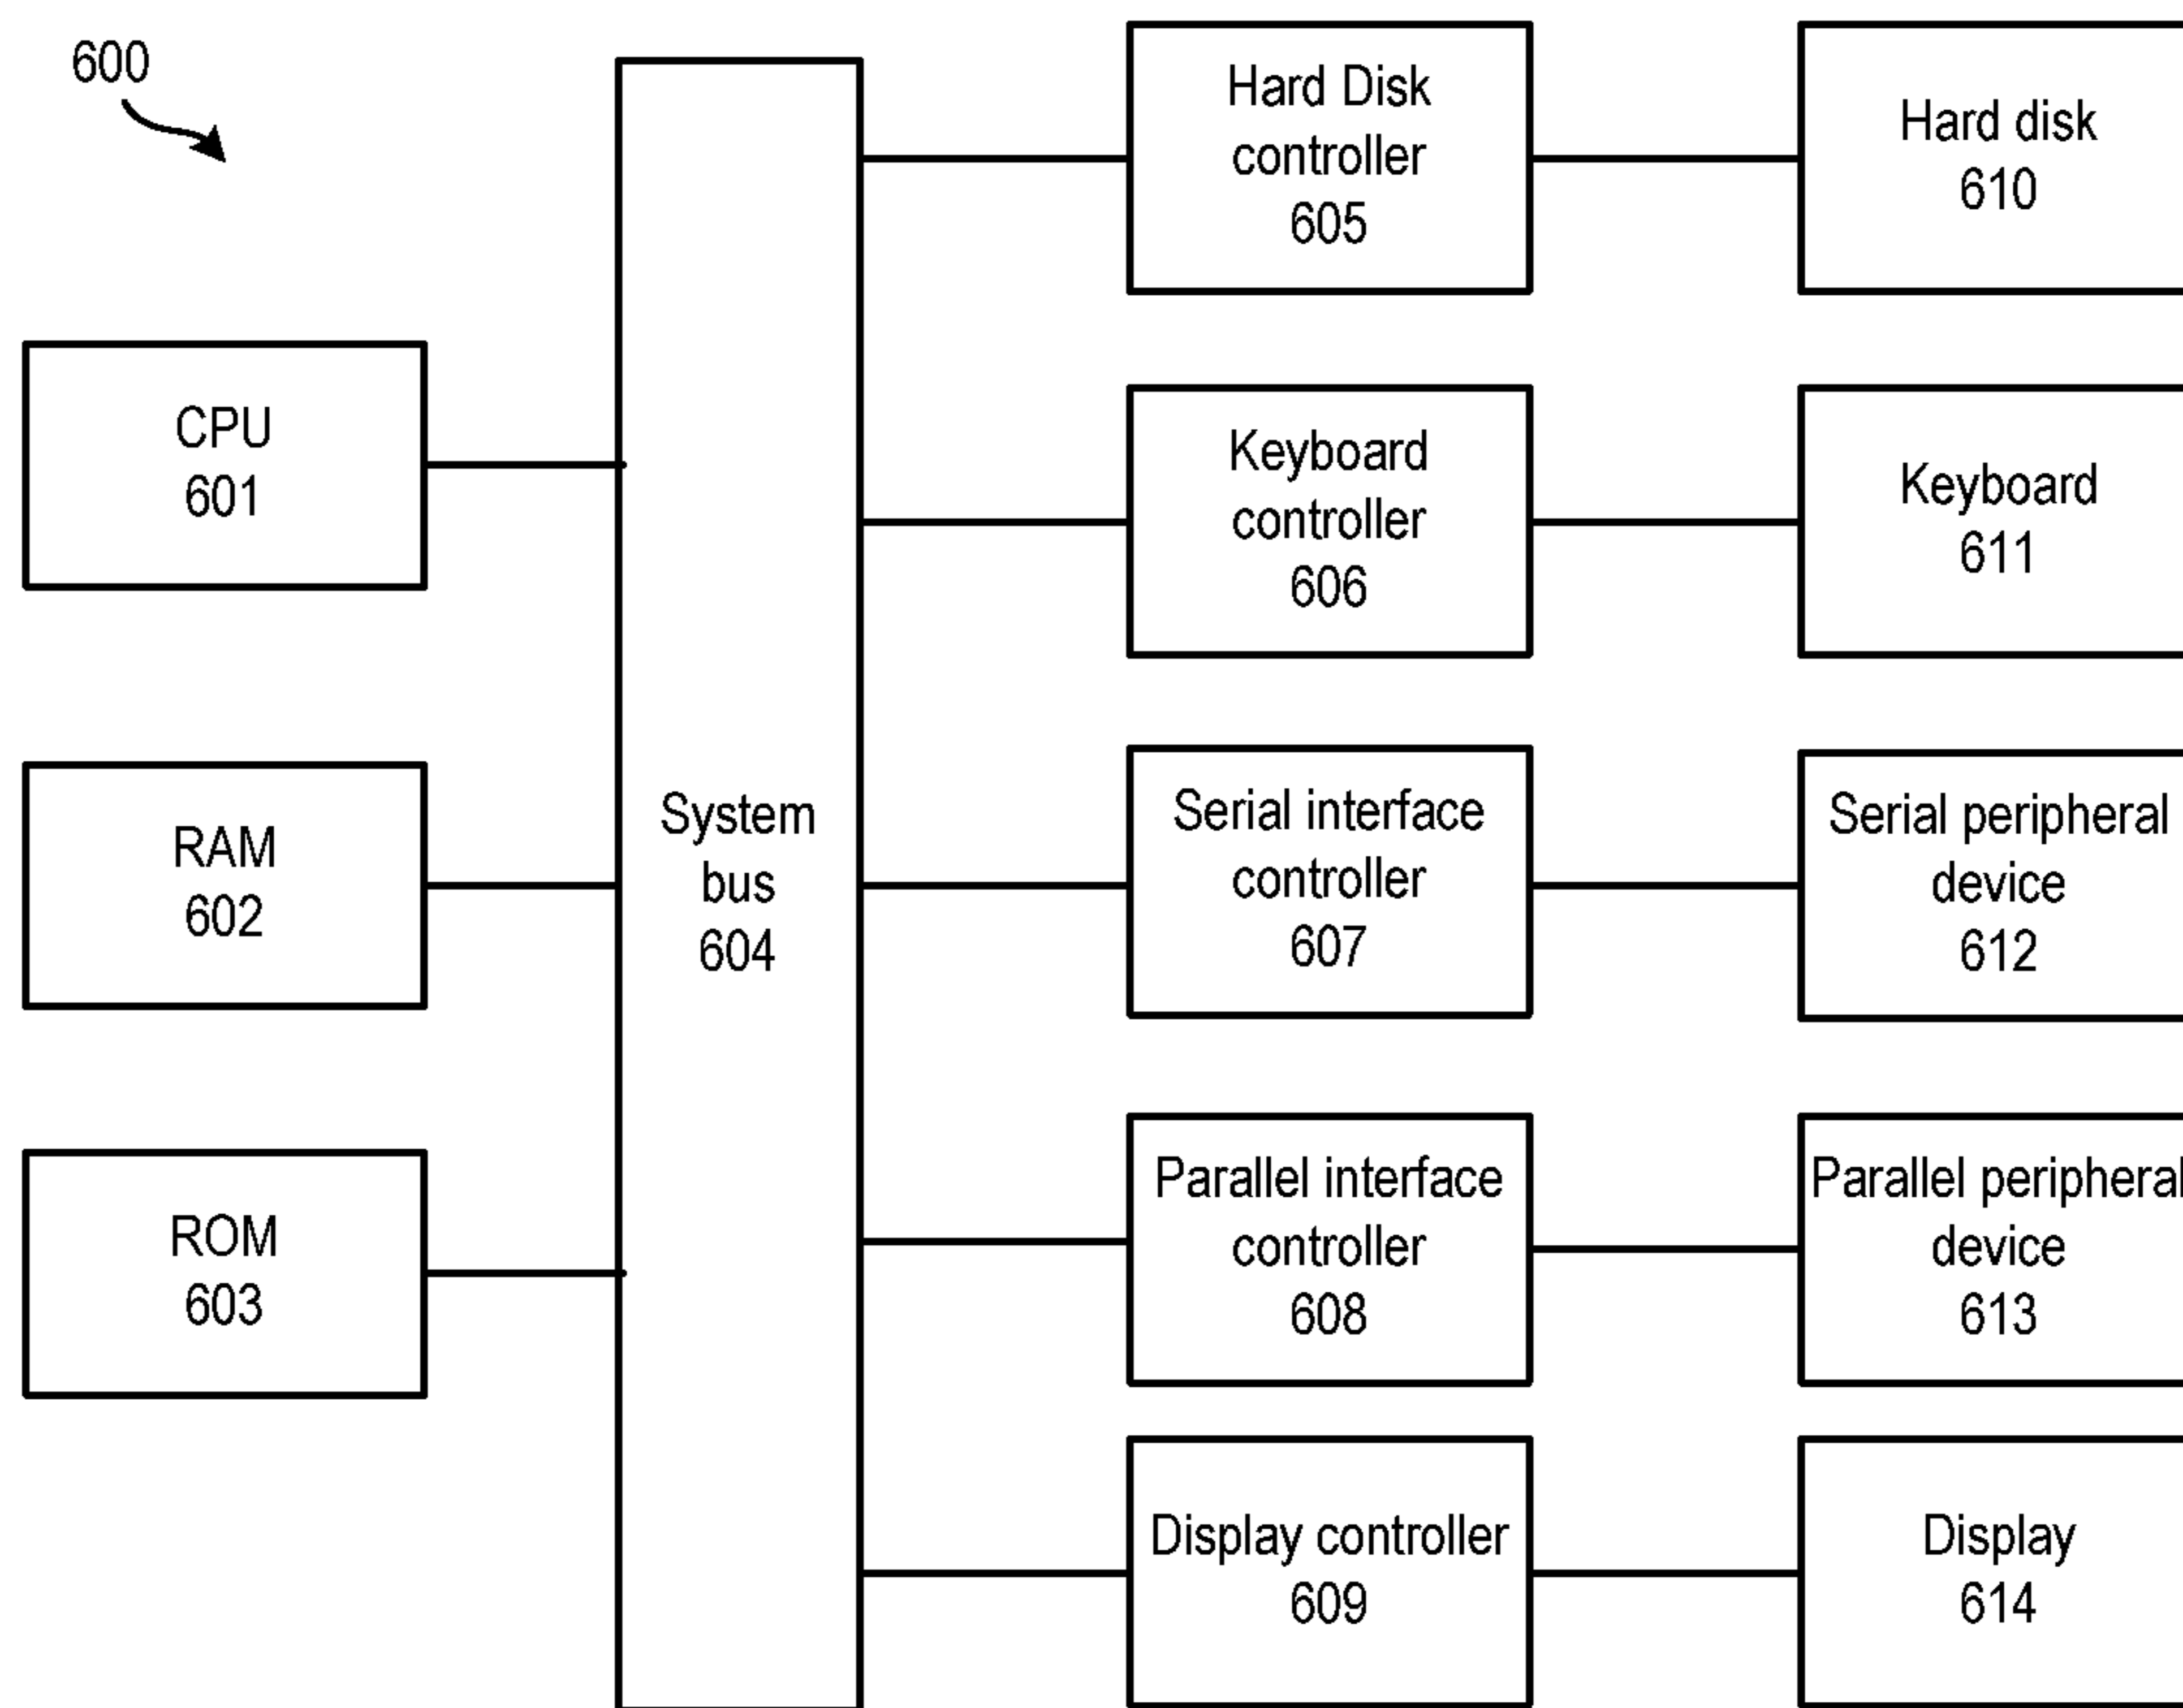 600
CPU
601
RAM
602
ROM
603
System
bus
604
Hard Disk
controller
605
Hard disk
610
Keyboard
controller
606
Keyboard
611
Serial interface
controller
607
Serial peripheral
device
612
Parallel interface
controller
608
Parallel peripheral
device
613
Display controller
609
Display
614